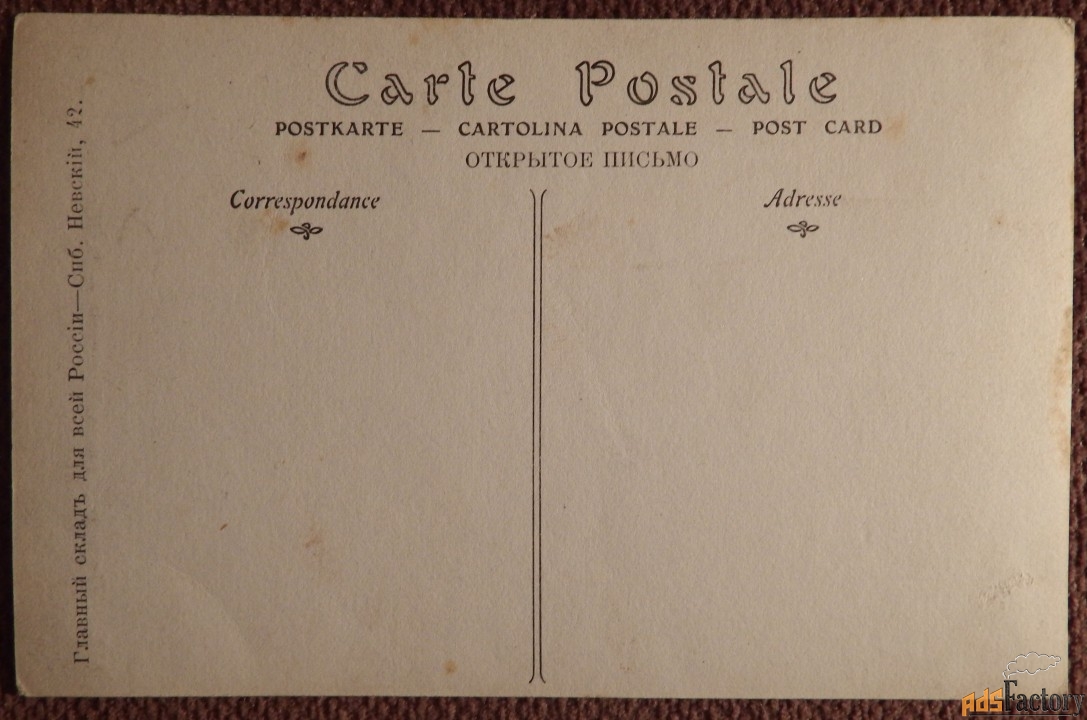 Carte Postale
POSTKARTE — CARTOLINA POSTALE — POST CARD
ОТКРЫТОЕ ПИСЬМО
Correspondance
Adresse
Главный складъ для всей Россіи—Спб. Невскій, 42.
AdsFactory